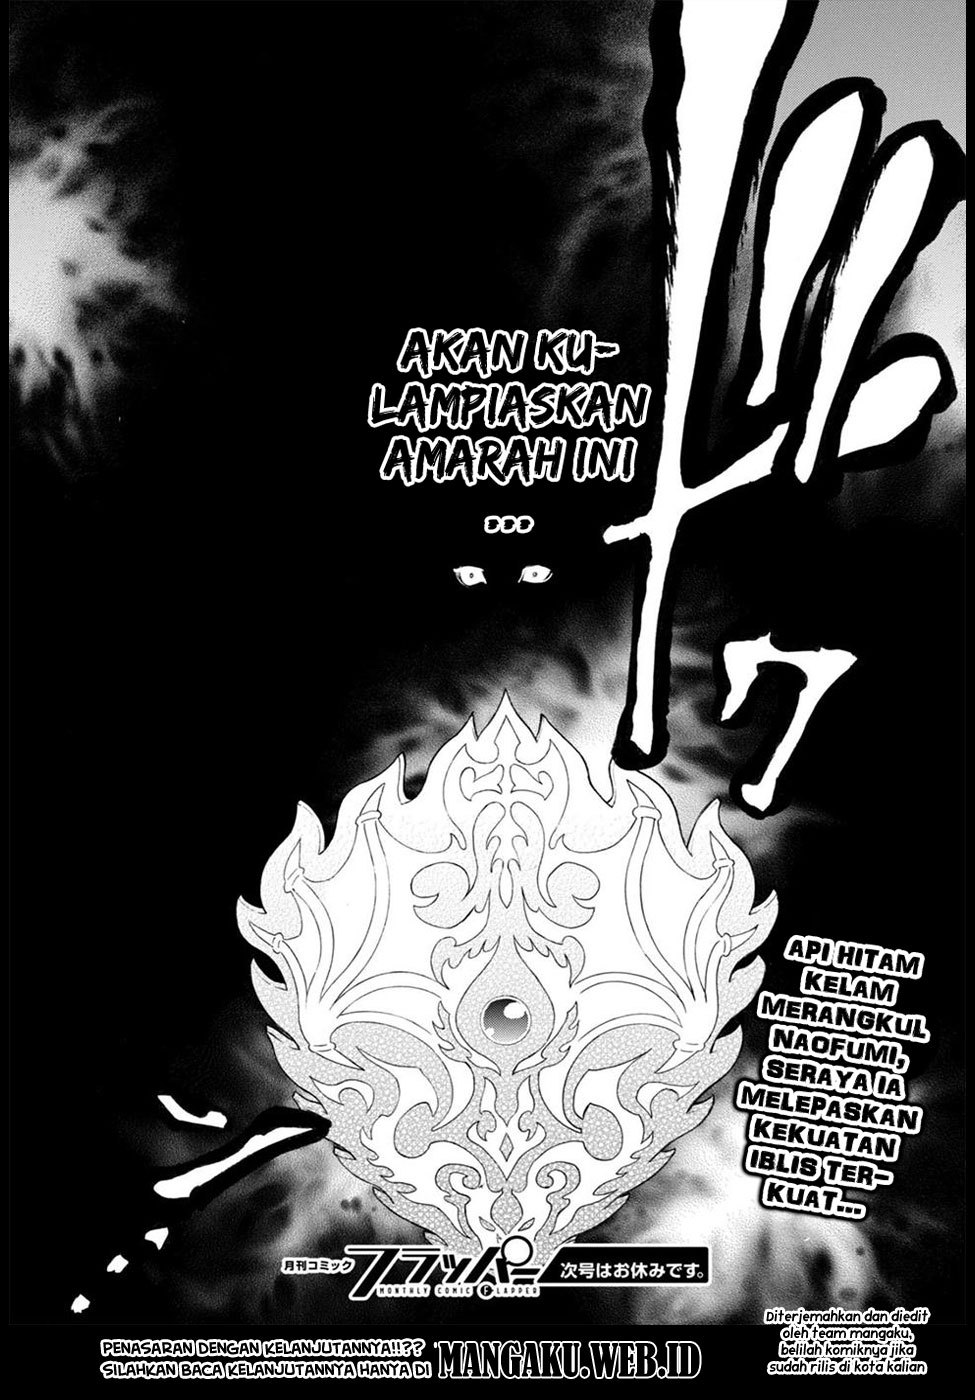 AKAN KU-
LAMPIASKAN
AMARAH INI
...
API HITAM
KELAM
MERANGKUL
NAOFUMI,
SERAYA IA
MELEPASKAN
KEKUATAN
IBLIS TER-
KUAT...
月刊コミック フラッパー 次号はお休みです。
MONTHLY COMIC FLAPPER
PENASARAN DENGAN KELANJUTANNYA!!??
SILAHKAN BACA KELANJUTANNYA HANYA DI MANGAKU.WEB.ID
Diterjemahkan dan diedit
oleh team mangaku,
belilah komiknya jika
sudah rilis di kota kalian